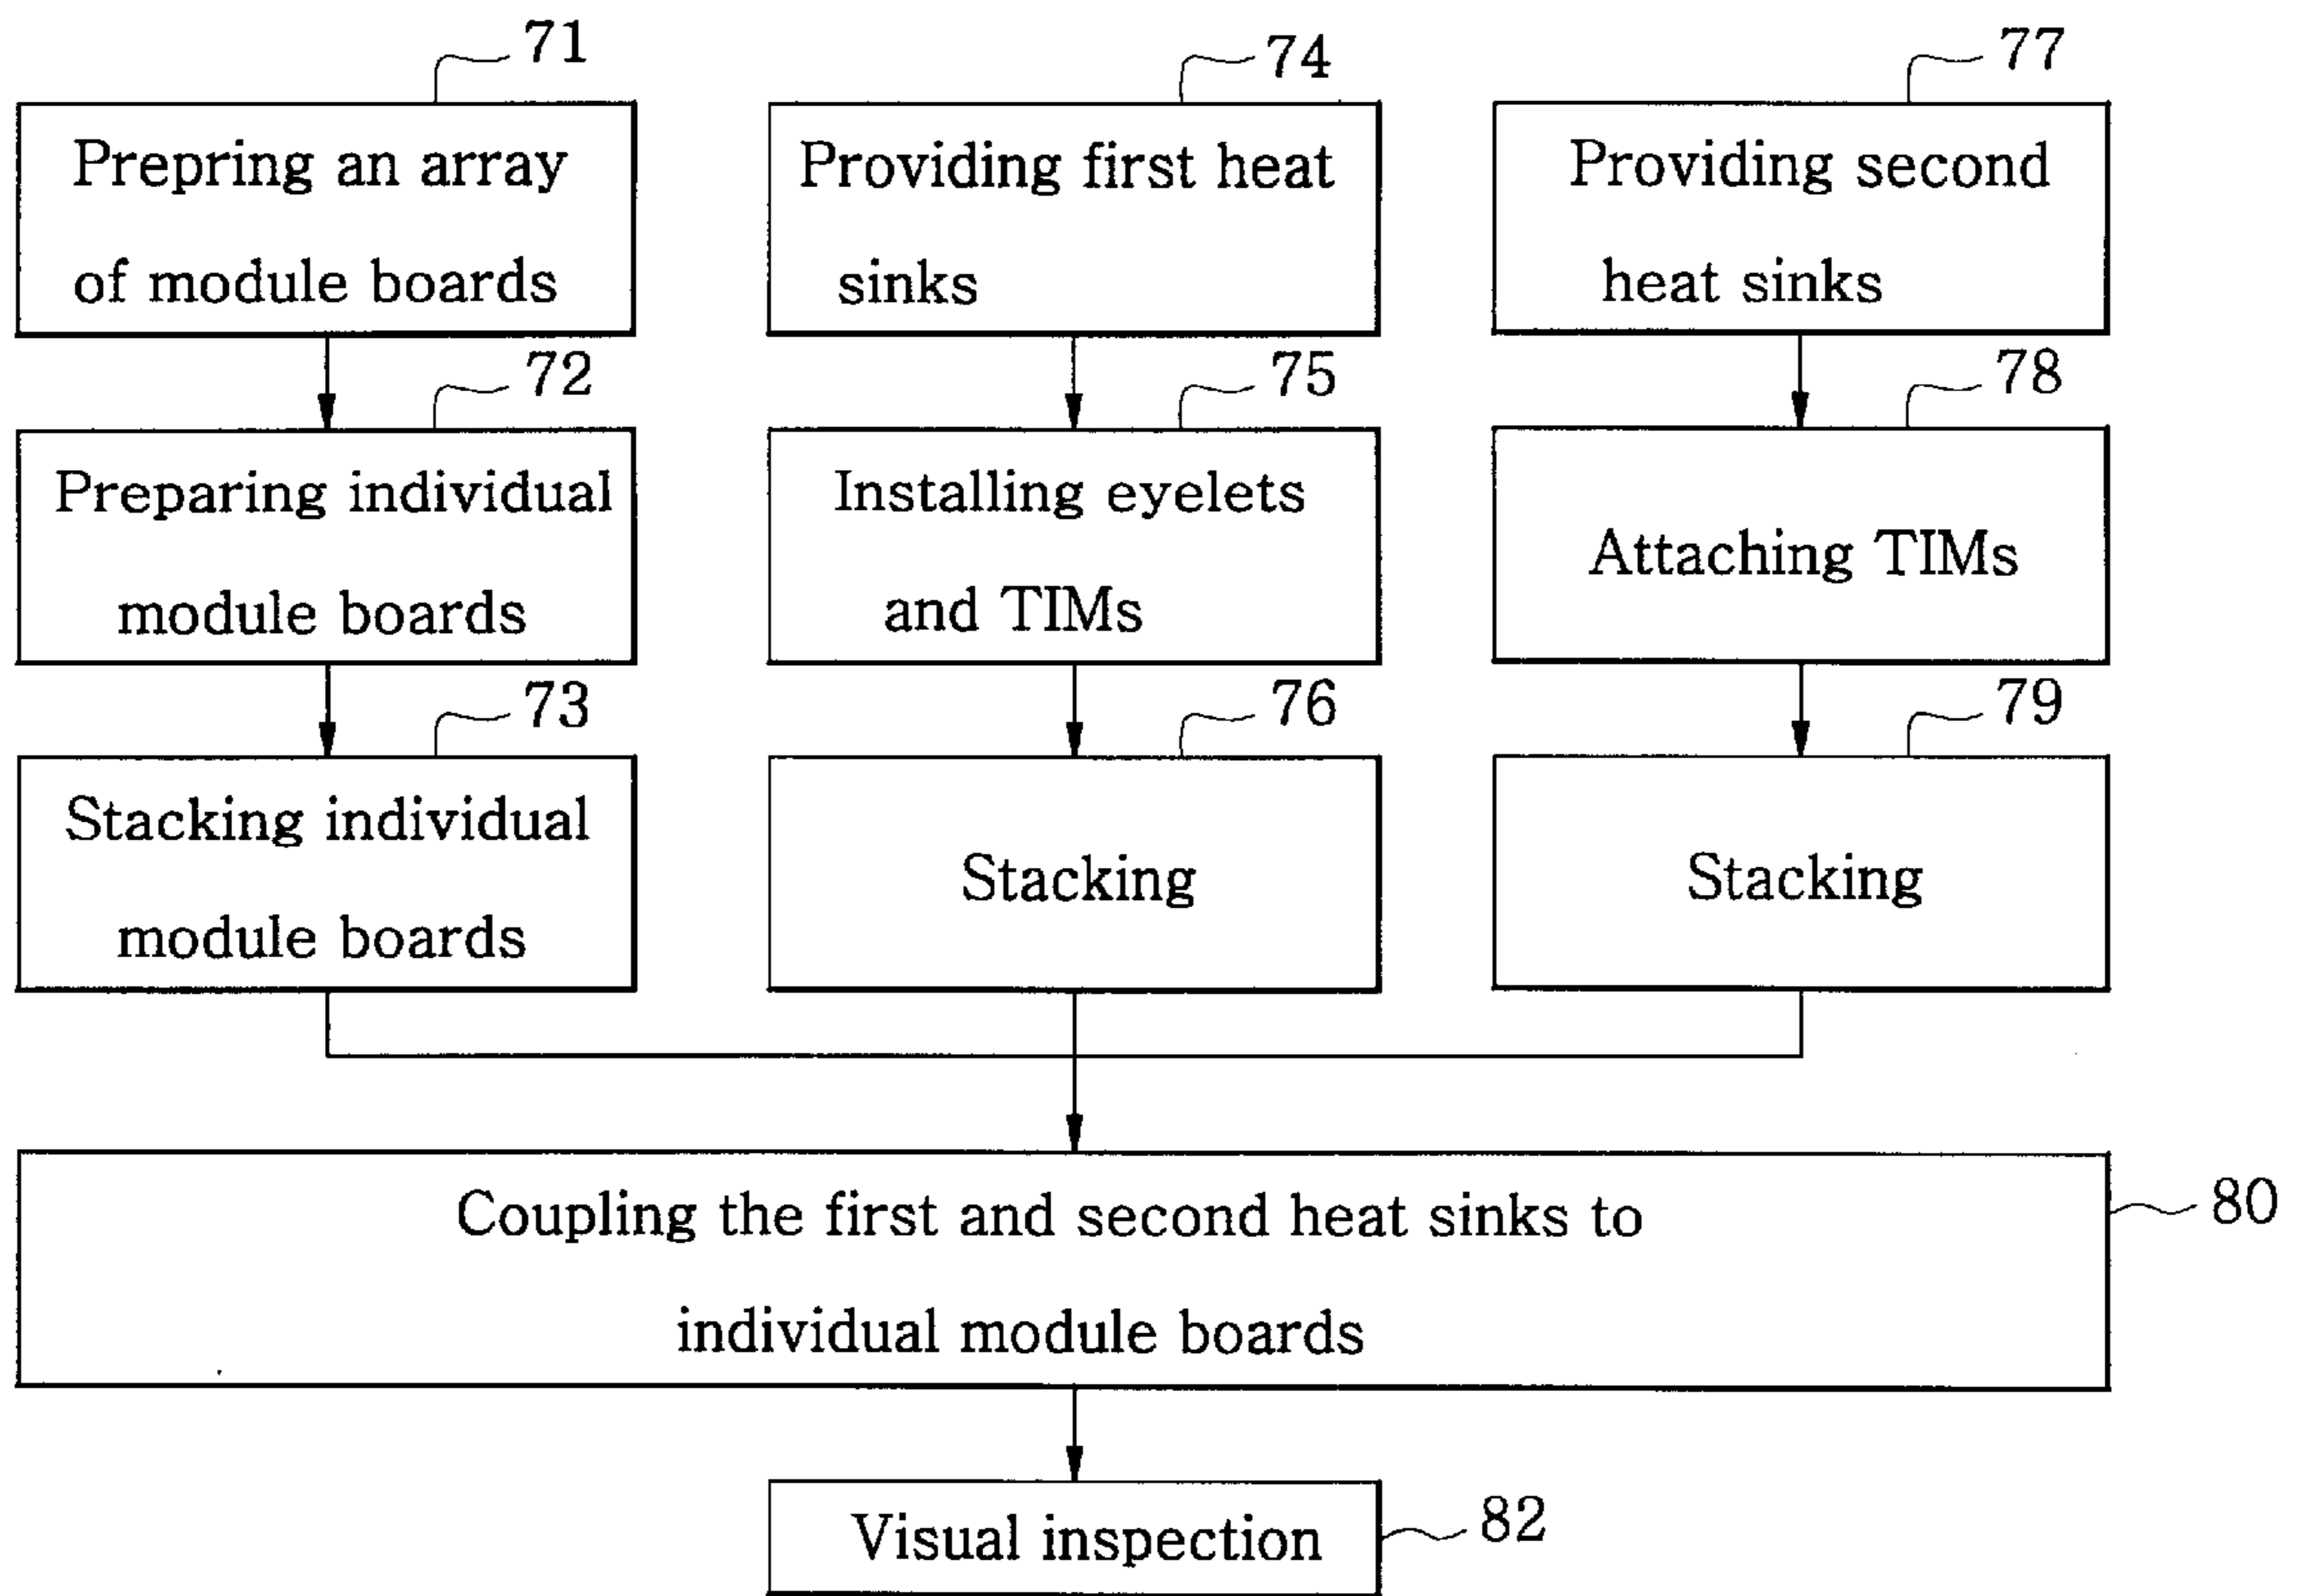 71
Prepring an array
of module boards
74
Providing first heat
sinks
77
Providing second
heat sinks
72
Preparing individual
module boards
75
Installing eyelets
and TIMs
78
Attaching TIMs
73
Stacking individual
module boards
76
Stacking
79
Stacking
80
Coupling the first and second heat sinks to
individual module boards
82
Visual inspection